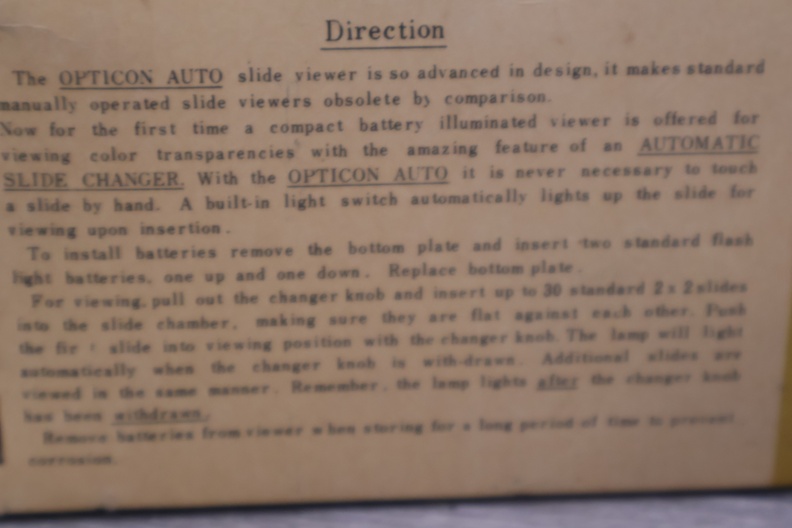 Direction
The OPTICON AUTO slide viewer is so advanced in design, it makes standard
manually operated slide viewers obsolete by comparison.
Now for the first time a compact battery illuminated viewer is offered for
viewing color transparencies with the amazing feature of an AUTOMATIC
SLIDE CHANGER. With the OPTICON AUTO it is never necessary to touch
a slide by hand. A built-in light switch automatically lights up the slide for
viewing upon insertion.
To install batteries remove the bottom plate and insert two standard flash
light batteries, one up and one down. Replace bottom plate.
For viewing, pull out the changer knob and insert up to 30 standard 2 x 2 slides
into the slide chamber, making sure they are flat against each other. Push
the first slide into viewing position with the changer knob. The lamp will light
automatically when the changer knob is with-drawn. Additional slides are
viewed in the same manner. Remember, the lamp lights after the changer knob
has been withdrawn.
Remove batteries from viewer when storing for a long period of time to prevent
corrosion.